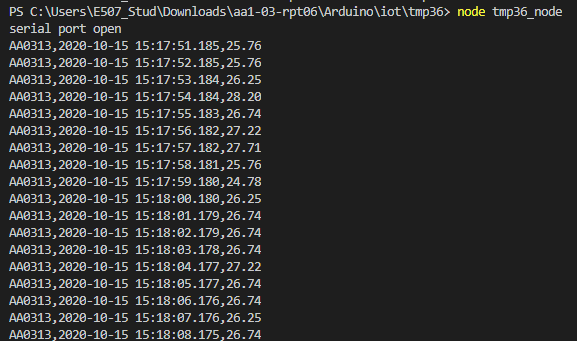 PS C:\Users\E507_Stud\Downloads\aa1-03-rpt06\Arduino\iot\tmp36> node tmp36_node
serial port open
AA0313,2020-10-15 15:17:51.185,25.76
AA0313,2020-10-15 15:17:52.185,25.76
AA0313,2020-10-15 15:17:53.184,26.25
AA0313,2020-10-15 15:17:54.184,28.20
AA0313,2020-10-15 15:17:55.183,26.74
AA0313,2020-10-15 15:17:56.182,27.22
AA0313,2020-10-15 15:17:57.182,27.71
AA0313,2020-10-15 15:17:58.181,25.76
AA0313,2020-10-15 15:17:59.180,24.78
AA0313,2020-10-15 15:18:00.180,26.25
AA0313,2020-10-15 15:18:01.179,26.74
AA0313,2020-10-15 15:18:02.179,26.74
AA0313,2020-10-15 15:18:03.178,26.74
AA0313,2020-10-15 15:18:04.177,27.22
AA0313,2020-10-15 15:18:05.177,26.74
AA0313,2020-10-15 15:18:06.176,26.74
AA0313,2020-10-15 15:18:07.176,26.25
AA0313,2020-10-15 15:18:08.175,26.74